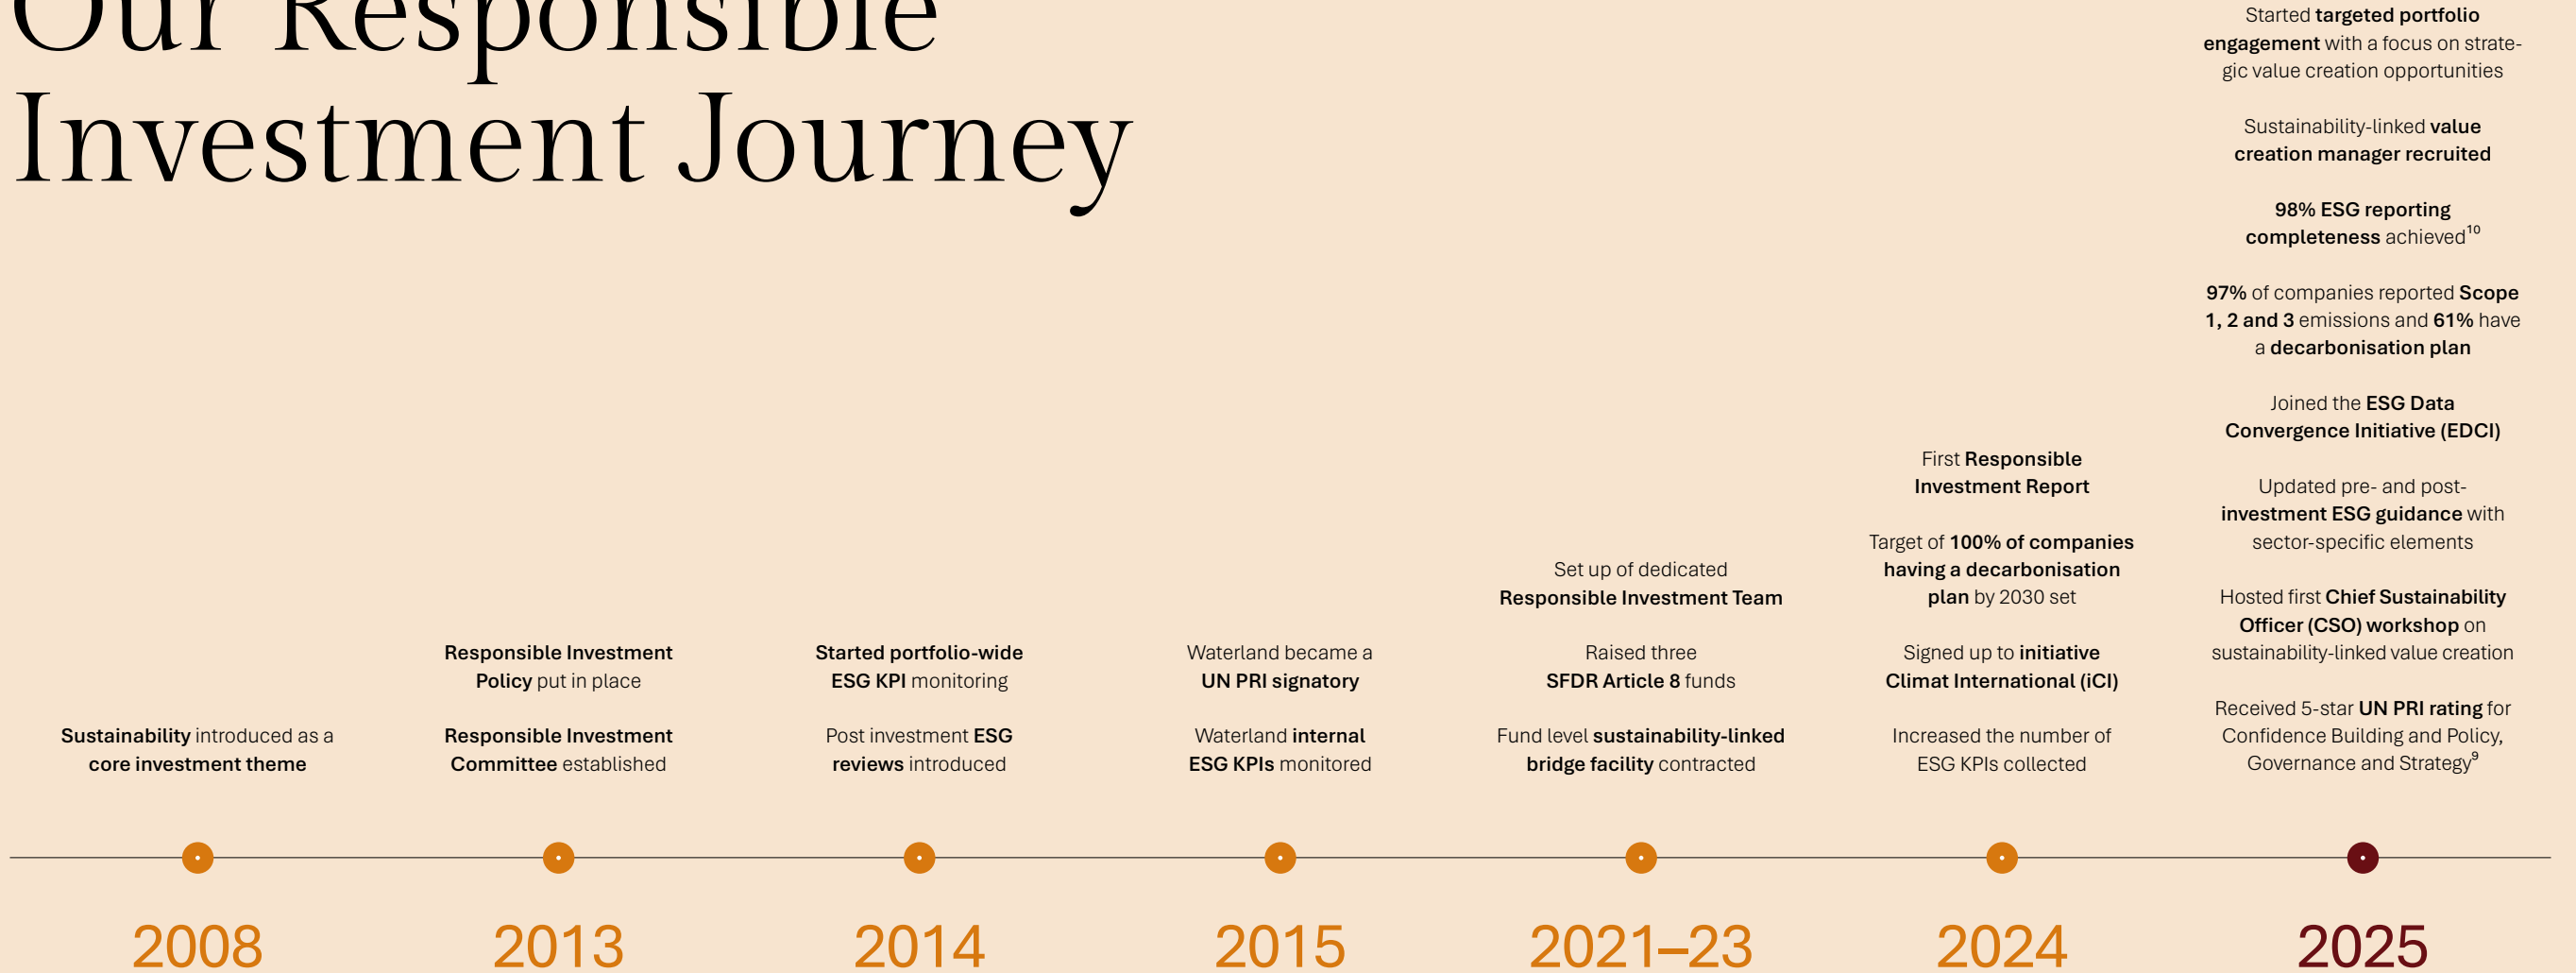 Our Responsible
Investment Journey
Sustainability introduced as a
core investment theme
2008
Responsible Investment
Policy put in place
Responsible Investment
Committee established
2013
Started portfolio-wide
ESG KPI monitoring
Post investment ESG
reviews introduced
2014
Waterland became a
UN PRI signatory
Waterland internal
ESG KPIs monitored
2015
Set up of dedicated
Responsible Investment Team
Raised three
SFDR Article 8 funds
Fund level sustainability-linked
bridge facility contracted
2021–23
First Responsible
Investment Report
Target of 100% of companies
having a decarbonisation
plan by 2030 set
Signed up to initiative
Climat International (iCI)
Increased the number of
ESG KPIs collected
2024
Started targeted portfolio
engagement with a focus on strate-
gic value creation opportunities
Sustainability-linked value
creation manager recruited
98% ESG reporting
completeness achieved¹⁰
97% of companies reported Scope
1, 2 and 3 emissions and 61% have
a decarbonisation plan
Joined the ESG Data
Convergence Initiative (EDCI)
Updated pre- and post-
investment ESG guidance with
sector-specific elements
Hosted first Chief Sustainability
Officer (CSO) workshop on
sustainability-linked value creation
Received 5-star UN PRI rating for
Confidence Building and Policy,
Governance and Strategy⁹
2025